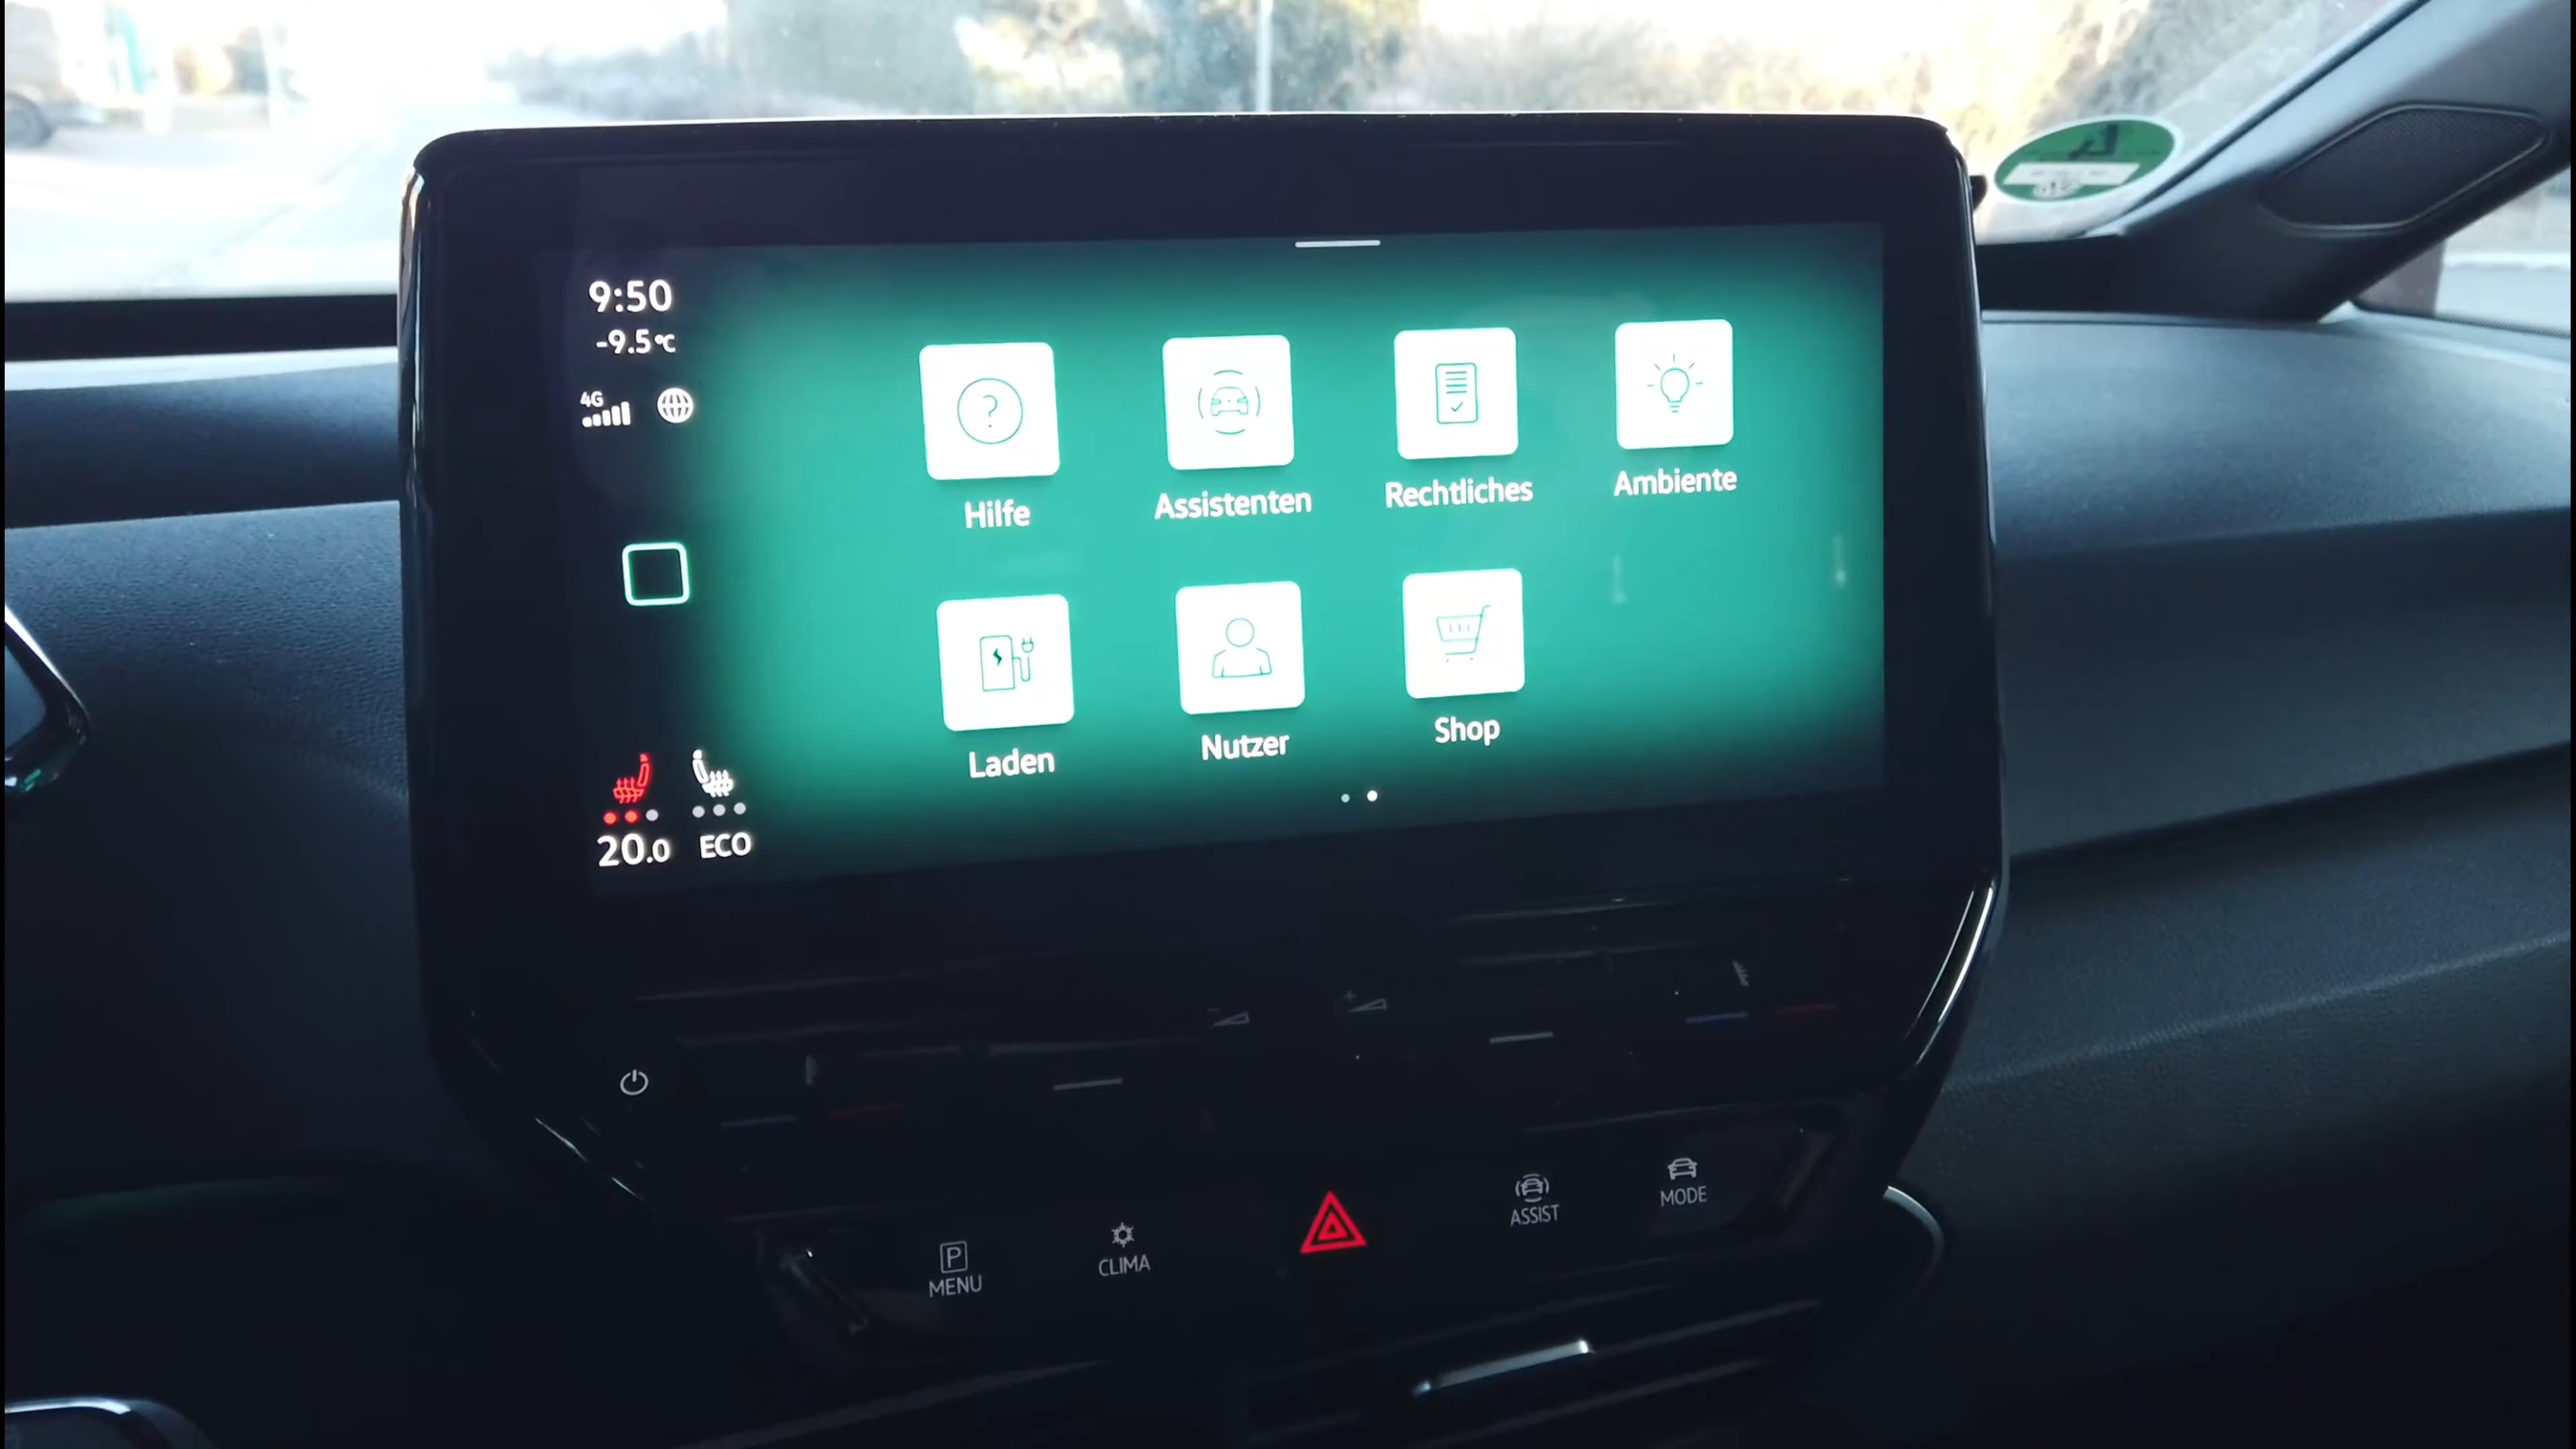 9:50
-9.5°C
4G
Hilfe
Assistenten
Rechtliches
Ambiente
Laden
Nutzer
Shop
20.0
ECO
P
MENU
CLIMA
ASSIST
MODE